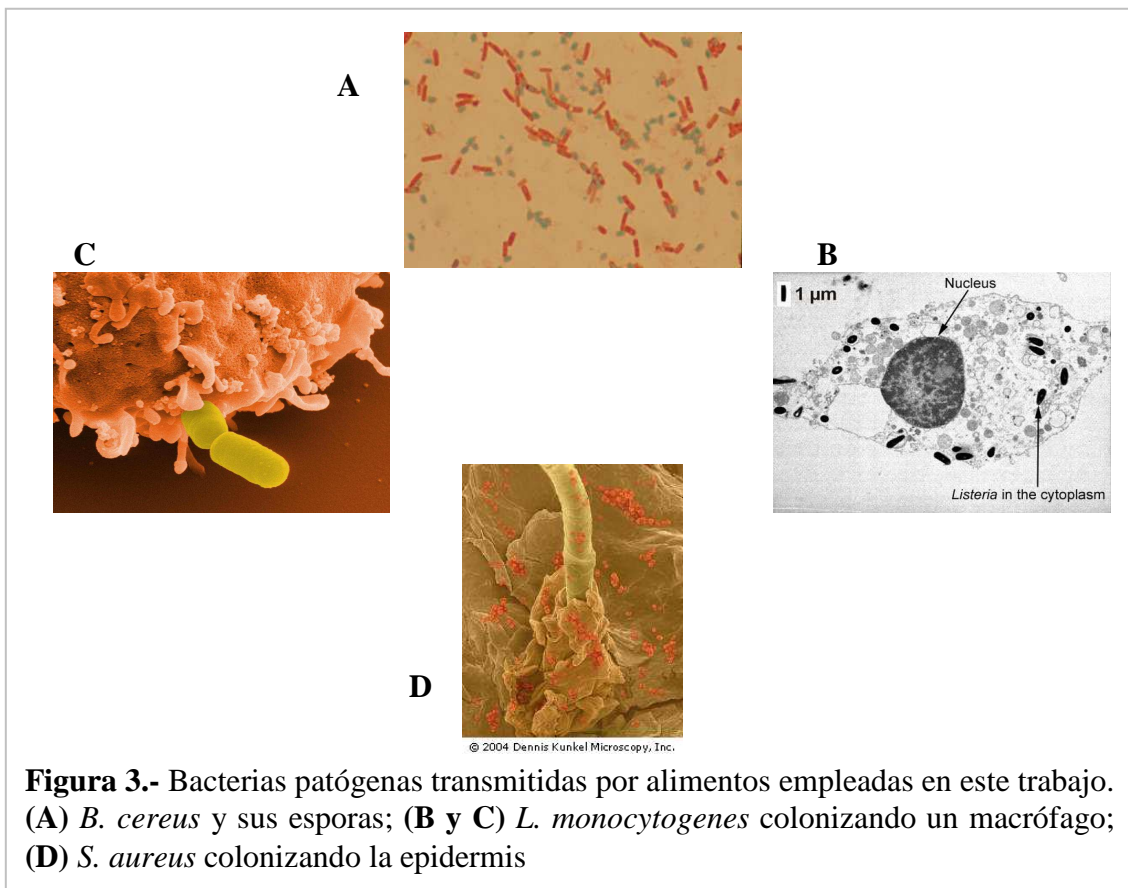 A
C
B
Nucleus
1 µm
Listeria in the cytoplasm
D
© 2004 Dennis Kunkel Microscopy, Inc.
Figura 3.- Bacterias patógenas transmitidas por alimentos empleadas en este trabajo.
(A) B. cereus y sus esporas; (B y C) L. monocytogenes colonizando un macrófago;
(D) S. aureus colonizando la epidermis